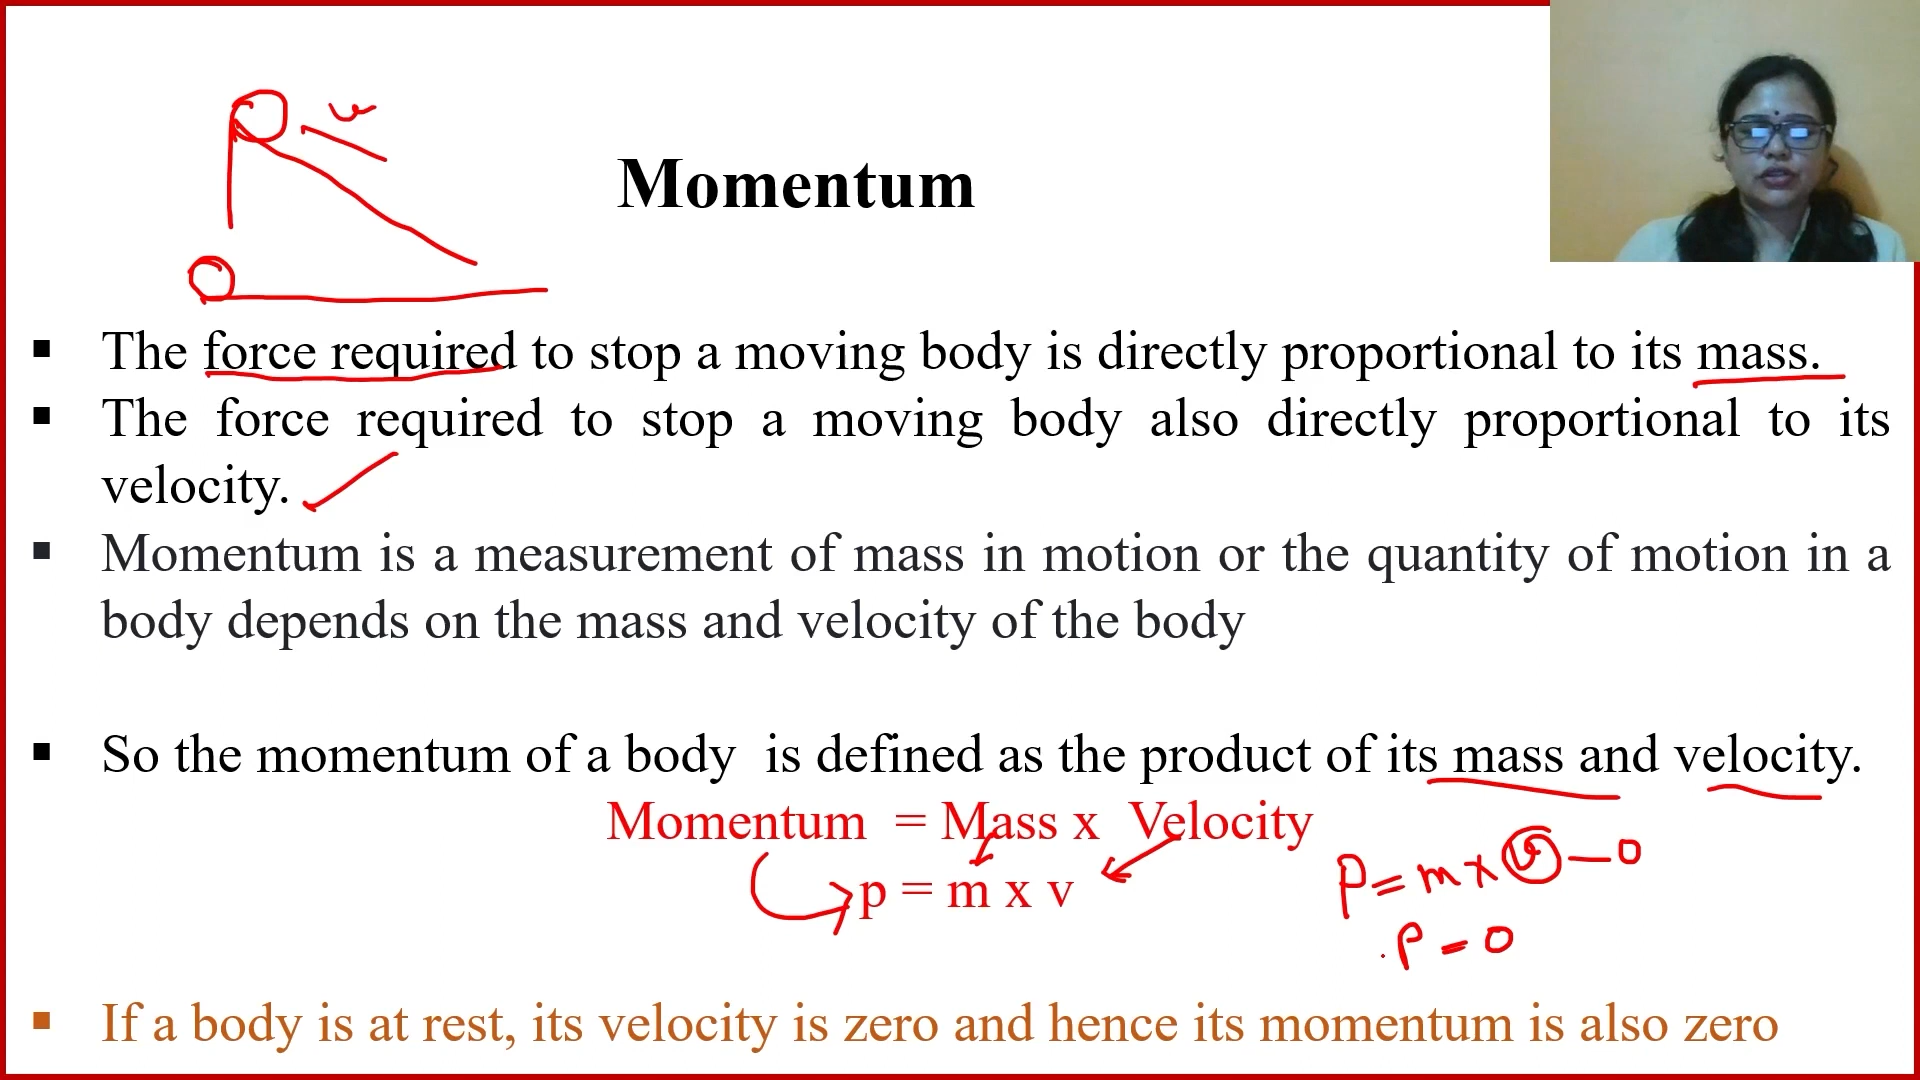 v
Momentum
▪ The force required to stop a moving body is directly proportional to its mass.
▪ The force required to stop a moving body also directly proportional to its
velocity.
▪ Momentum is a measurement of mass in motion or the quantity of motion in a
body depends on the mass and velocity of the body
▪ So the momentum of a body is defined as the product of its mass and velocity.
Momentum = Mass x Velocity
p = m x v
P = m x v — 0
P = 0
▪ If a body is at rest, its velocity is zero and hence its momentum is also zero